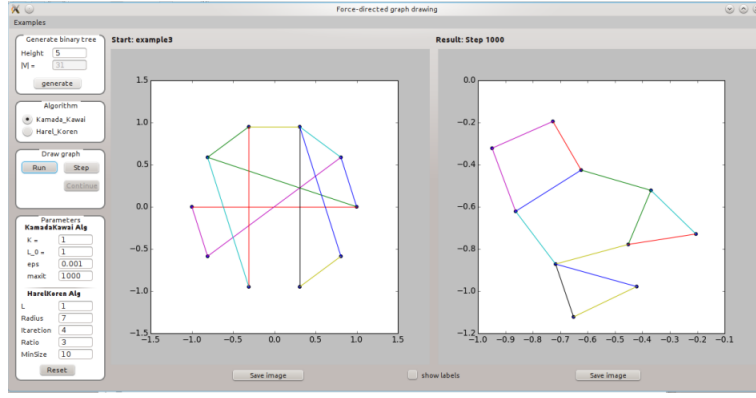 Force-directed graph drawing
Examples
Generate binary tree
Height 5
|V| = 31
generate
Algorithm
Kamada_Kawai
Harel_Koren
Draw graph
Run Step
Continue
Parameters
KamadaKawai Alg
K = 1
L_0 = 1
eps 0.001
maxit 1000
HarelKoren Alg
L 1
Radius 7
Itaretion 4
Ratio 3
MinSize 10
Reset
Start: example3
1.5
1.0
0.5
0.0
−0.5
−1.0
−1.5
−1.5 −1.0 −0.5 0.0 0.5 1.0 1.5
Save image
show labels
Result: Step 1000
0.0
−0.2
−0.4
−0.6
−0.8
−1.0
−1.2
−1.0 −0.9 −0.8 −0.7 −0.6 −0.5 −0.4 −0.3 −0.2 −0.1
Save image